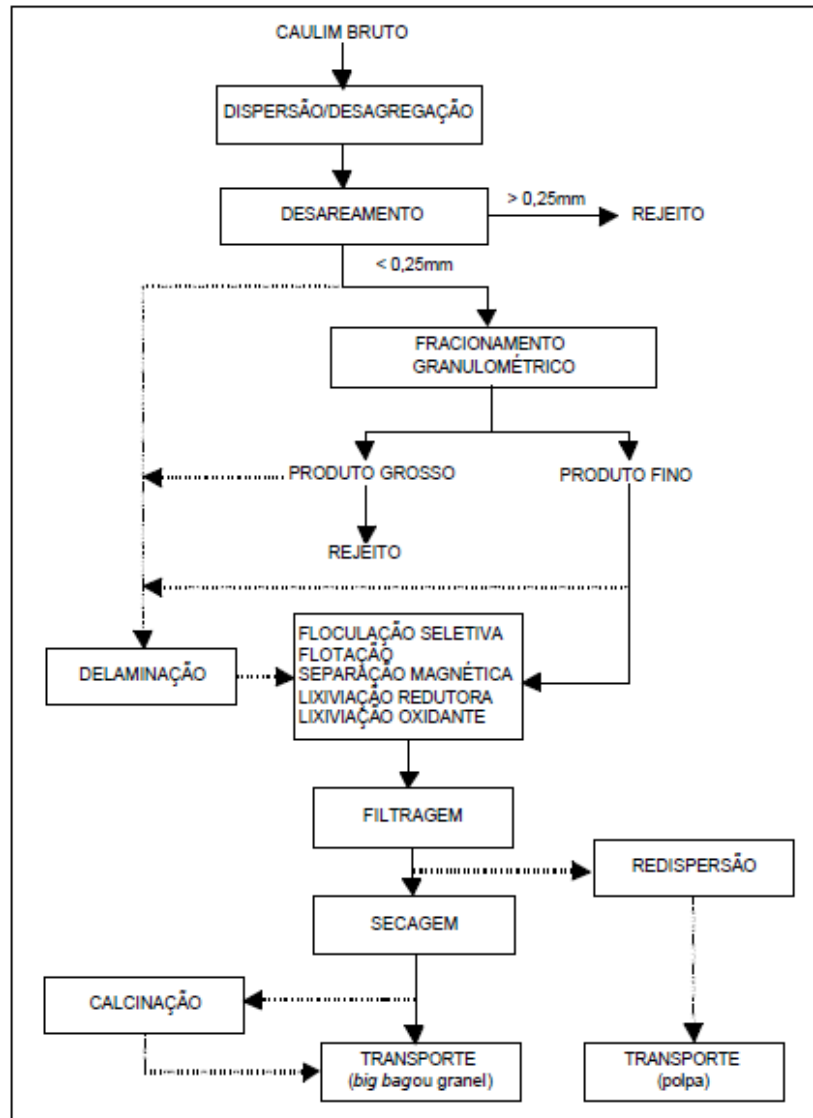 CAULIM BRUTO
DISPERSÃO/DESAGREGAÇÃO
DESAREAMENTO
> 0,25mm
REJEITO
< 0,25mm
FRACIONAMENTO
GRANULOMÉTRICO
PRODUTO GROSSO
PRODUTO FINO
REJEITO
DELAMINAÇÃO
FLOCULAÇÃO SELETIVA
FLOTAÇÃO
SEPARAÇÃO MAGNÉTICA
LIXIVIAÇÃO REDUTORA
LIXIVIAÇÃO OXIDANTE
FILTRAGEM
REDISPERSÃO
SECAGEM
CALCINAÇÃO
TRANSPORTE
(big bagou granel)
TRANSPORTE
(polpa)